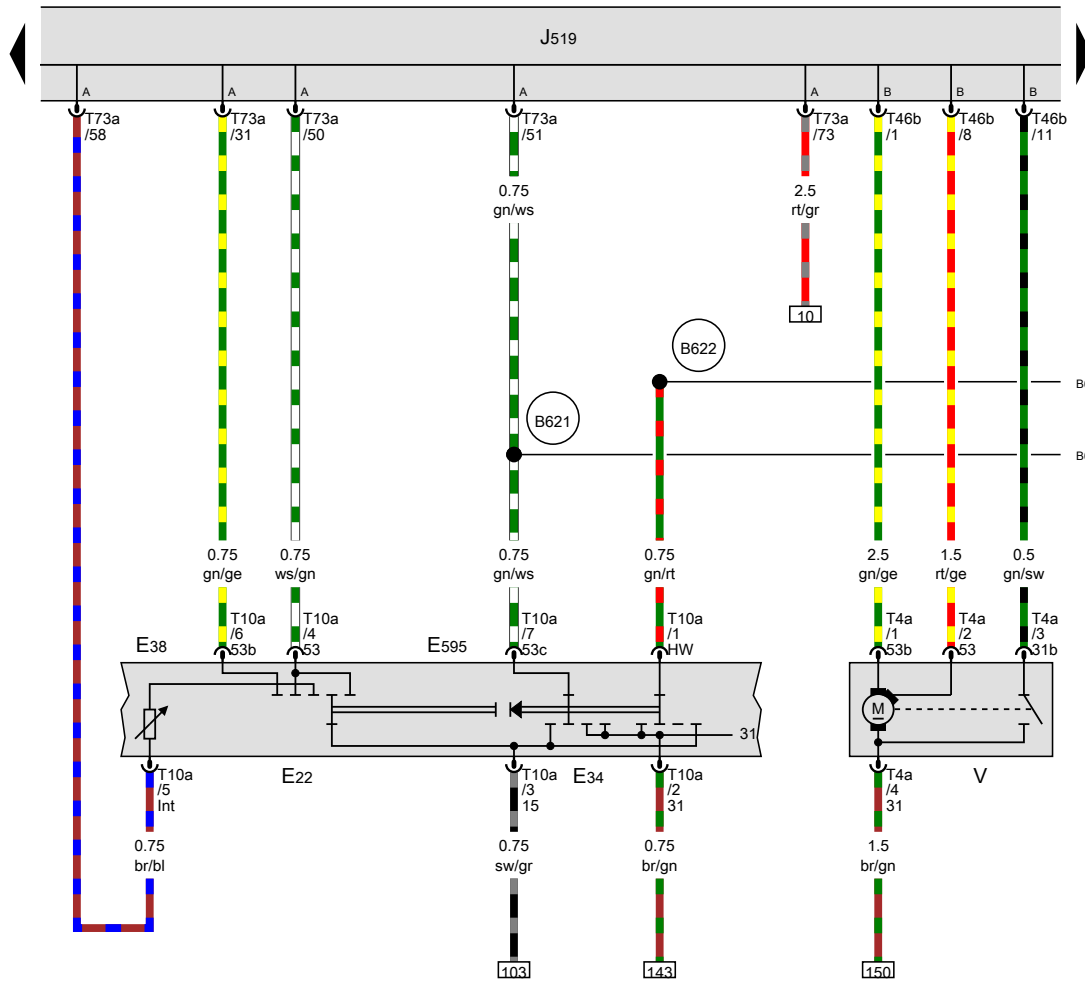 J519
A A A A A B B B
T73a
/58
T73a
/31
T73a
/50
T73a
/51
T73a
/73
T46b
/1
T46b
/8
T46b
/11
0.75
gn/ws
2.5
rt/gr
10
B622
B621
0.75
gn/ge
0.75
ws/gn
0.75
gn/ws
0.75
gn/rt
2.5
gn/ge
1.5
rt/ge
0.5
gn/sw
T10a
/6
53b
T10a
/4
53
T10a
/7
53c
T10a
/1
HW
T4a
/1
53b
T4a
/2
53
T4a
/3
31b
E38
E595
M
31
E22
E34
V
T10a
/5
Int
T10a
/3
15
T10a
/2
31
T4a
/4
31
0.75
br/bl
0.75
sw/gr
0.75
br/gn
1.5
br/gn
103
143
150